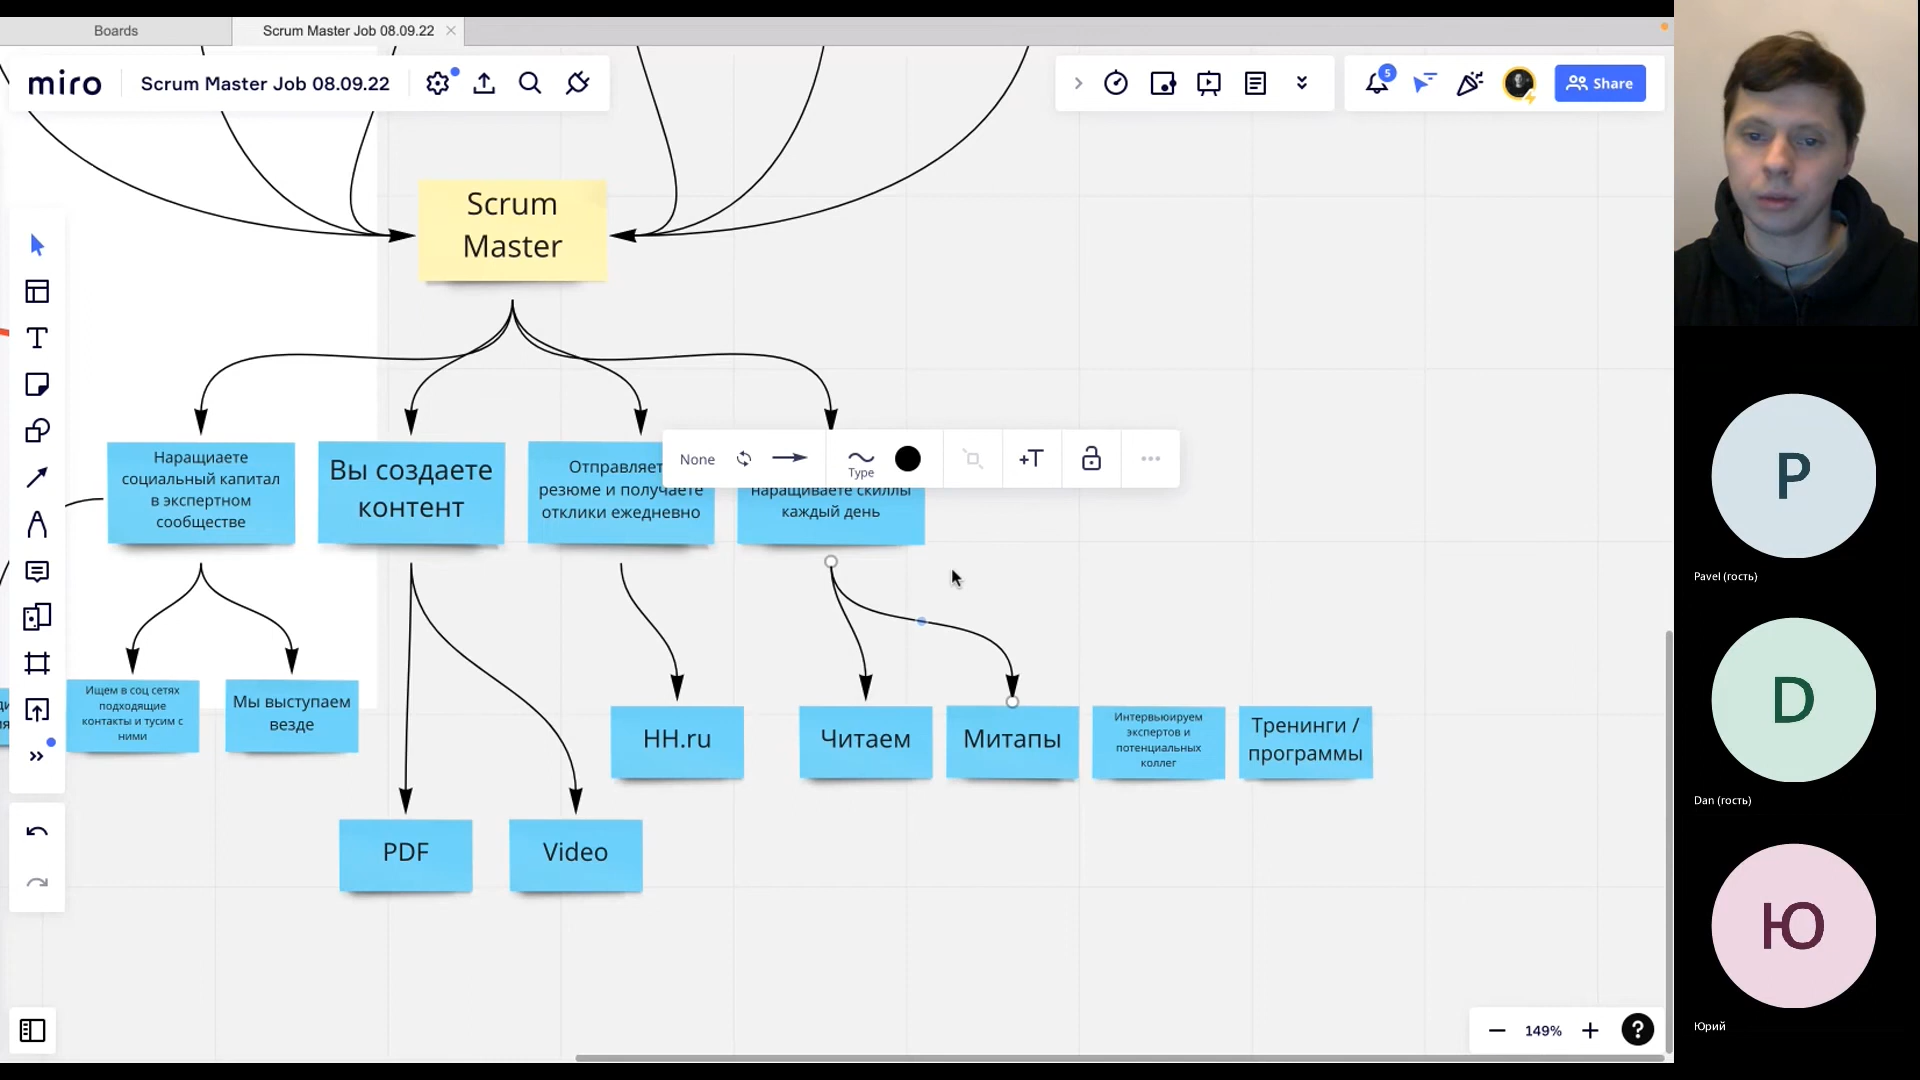 Boards
Scrum Master Job 08.09.22
miro
Scrum Master Job 08.09.22
5
Share
Scrum
Master
Наращиаете
социальный капитал
в экспертном
сообществе
Вы создаете
контент
Отправляет
резюме и получаете
отклики ежедневно
None
Type
+T
наращиваете скиллы
каждый день
Ищем в соц сетях
подходящие
контакты и тусим с
ними
Мы выступаем
везде
HH.ru
Читаем
Митапы
Интервьюируем
экспертов и
потенциальных
коллег
Тренинги /
программы
PDF
Video
149%
P
Pavel (гость)
D
Dan (гость)
Ю
Юрий